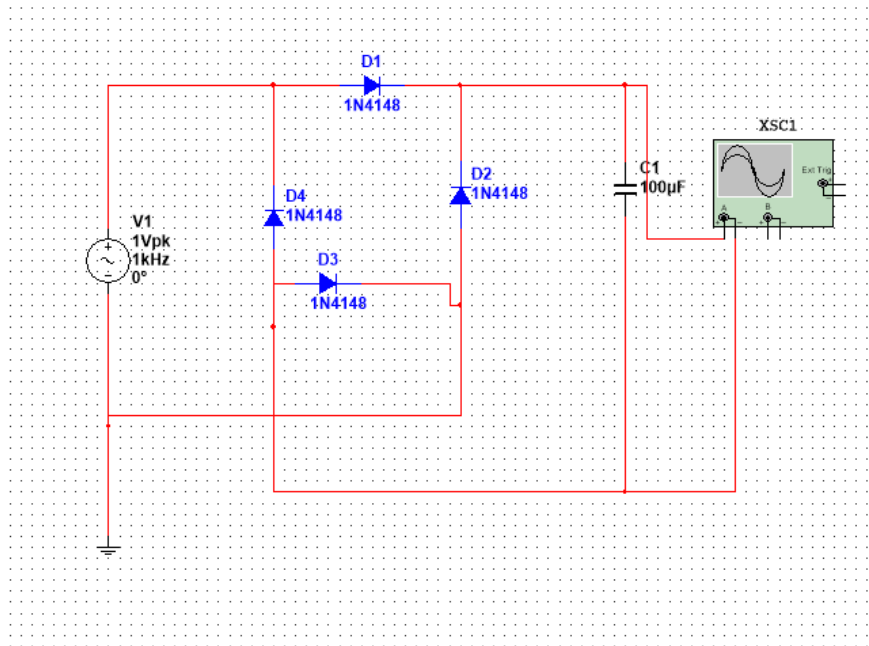 D1
1N4148
XSC1
Ext Trig
+
-
A
B
+ - + -
D2
1N4148
C1
100µF
D4
1N4148
V1
1Vpk
1kHz
0°
D3
1N4148